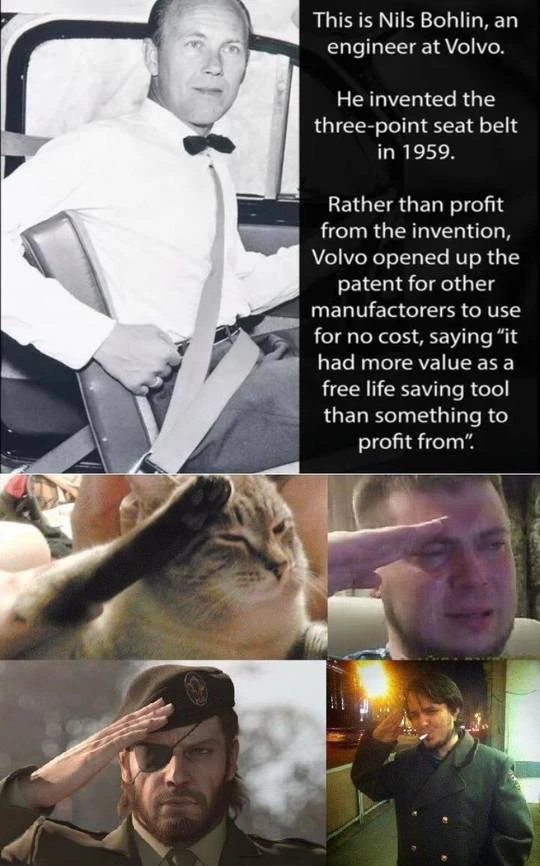 This is Nils Bohlin, an
engineer at Volvo.
He invented the
three-point seat belt
in 1959.
Rather than profit
from the invention,
Volvo opened up the
patent for other
manufactorers to use
for no cost, saying “it
had more value as a
free life saving tool
than something to
profit from”.